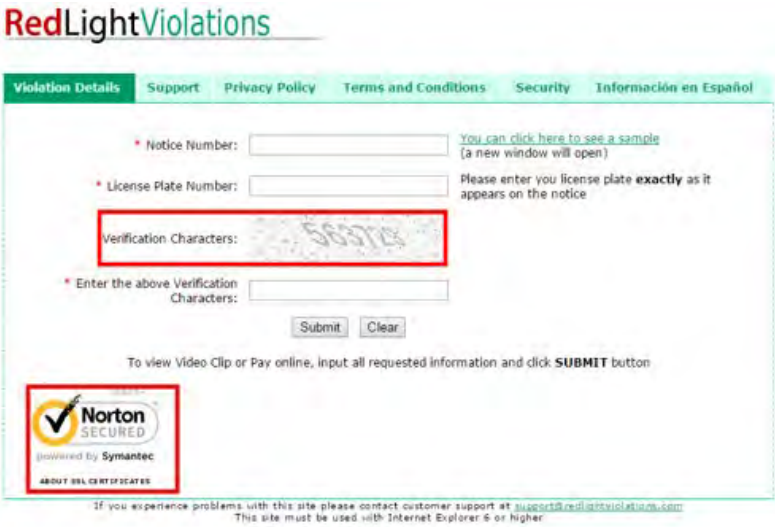 RedLightViolations
Violation Details Support Privacy Policy Terms and Conditions Security Información en Español
* Notice Number: You can click here to see a sample
(a new window will open)
* License Plate Number: Please enter you license plate exactly as it
appears on the notice
Verification Characters:
* Enter the above Verification
Characters:
Submit Clear
To view Video Clip or Pay online, input all requested information and click SUBMIT button
Norton
SECURED
powered by Symantec
ABOUT SSL CERTIFICATES
If you experience problems with this site please contact customer support at support@redlightviolations.com
This site must be used with Internet Explorer 6 or higher